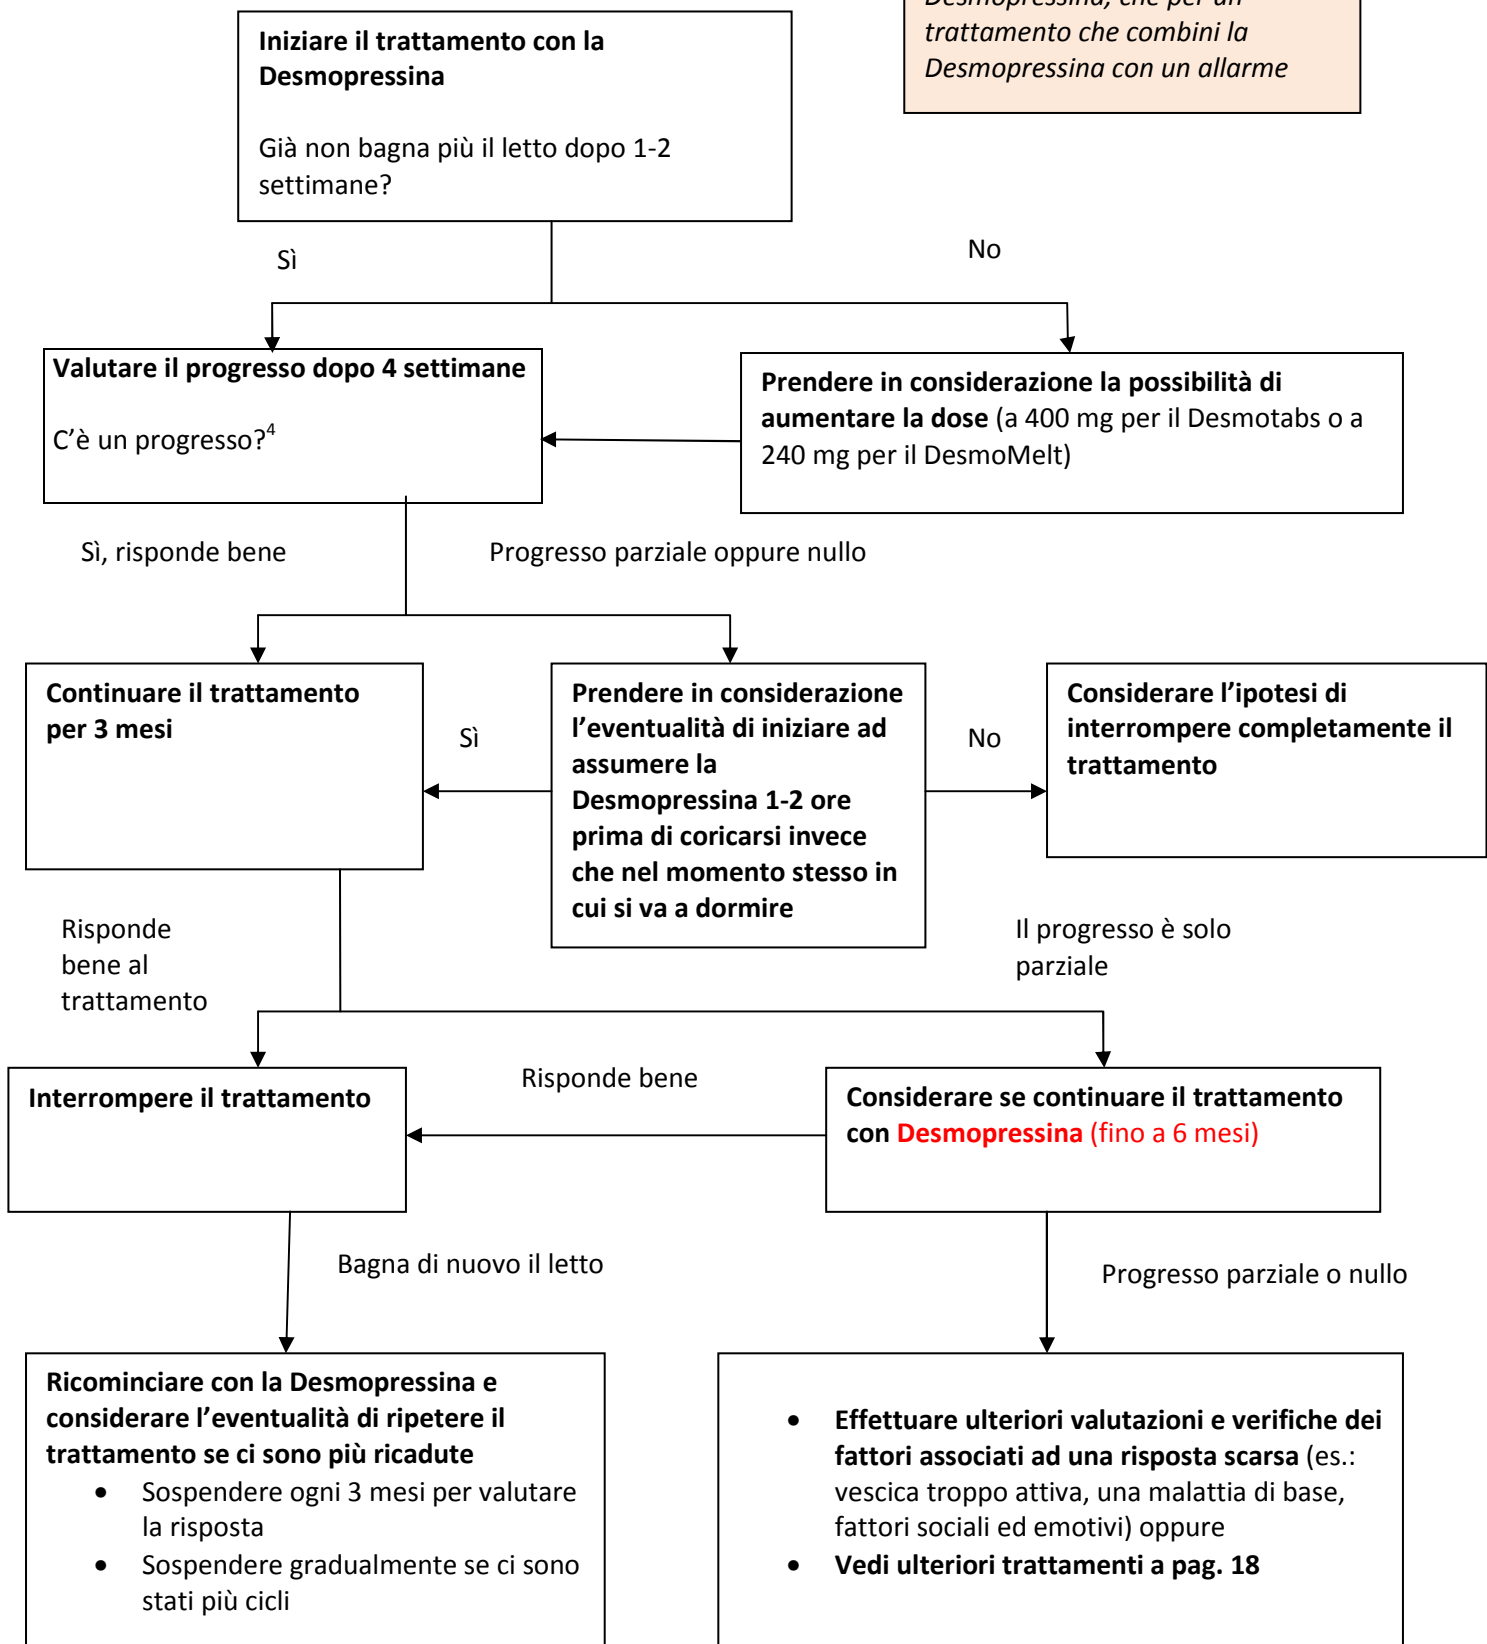 Desmopressina, che per un
trattamento che combini la
Desmopressina con un allarme
Iniziare il trattamento con la
Desmopressina
Già non bagna più il letto dopo 1-2
settimane?
Sì
No
Valutare il progresso dopo 4 settimane
C'è un progresso?4
Prendere in considerazione la possibilità di
aumentare la dose (a 400 mg per il Desmotabs o a
240 mg per il DesmoMelt)
Sì, risponde bene
Progresso parziale oppure nullo
Continuare il trattamento
per 3 mesi
Sì
Prendere in considerazione
l'eventualità di iniziare ad
assumere la
Desmopressina 1-2 ore
prima di coricarsi invece
che nel momento stesso in
cui si va a dormire
No
Considerare l'ipotesi di
interrompere completamente il
trattamento
Risponde
bene al
trattamento
Il progresso è solo
parziale
Interrompere il trattamento
Risponde bene
Considerare se continuare il trattamento
con Desmopressina (fino a 6 mesi)
Bagna di nuovo il letto
Progresso parziale o nullo
Ricominciare con la Desmopressina e
considerare l'eventualità di ripetere il
trattamento se ci sono più ricadute
• Sospendere ogni 3 mesi per valutare
la risposta
• Sospendere gradualmente se ci sono
stati più cicli
• Effettuare ulteriori valutazioni e verifiche dei
fattori associati ad una risposta scarsa (es.:
vescica troppo attiva, una malattia di base,
fattori sociali ed emotivi) oppure
• Vedi ulteriori trattamenti a pag. 18